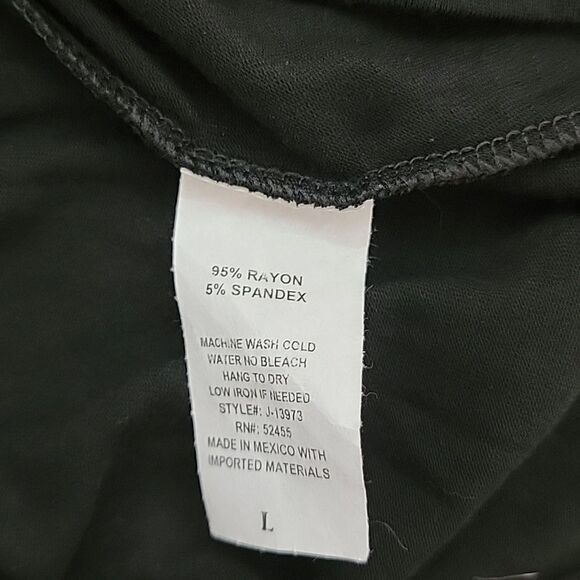 95% RAYON
5% SPANDEX
MACHINE WASH COLD
WATER NO BLEACH
HANG TO DRY
LOW IRON IF NEEDED
STYLE#: J-13973
RN#: 52455
MADE IN MEXICO WITH
IMPORTED MATERIALS
L